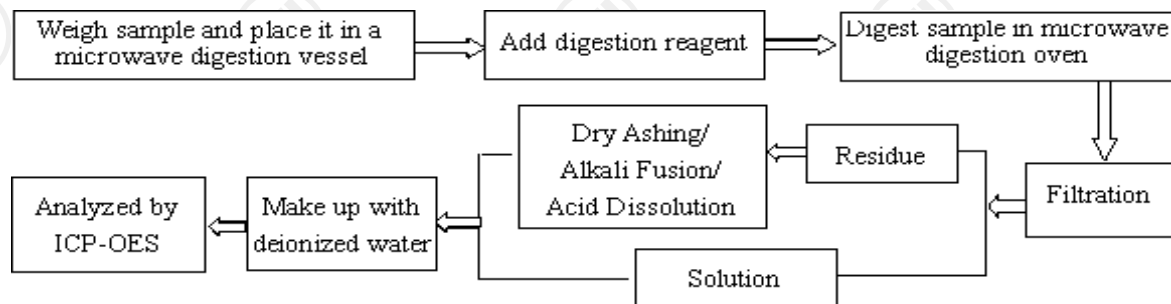 Weigh sample and place it in a
microwave digestion vessel
Add digestion reagent
Digest sample in microwave
digestion oven
Filtration
Residue
Solution
Dry Ashing/
Alkali Fusion/
Acid Dissolution
Make up with
deionized water
Analyzed by
ICP-OES